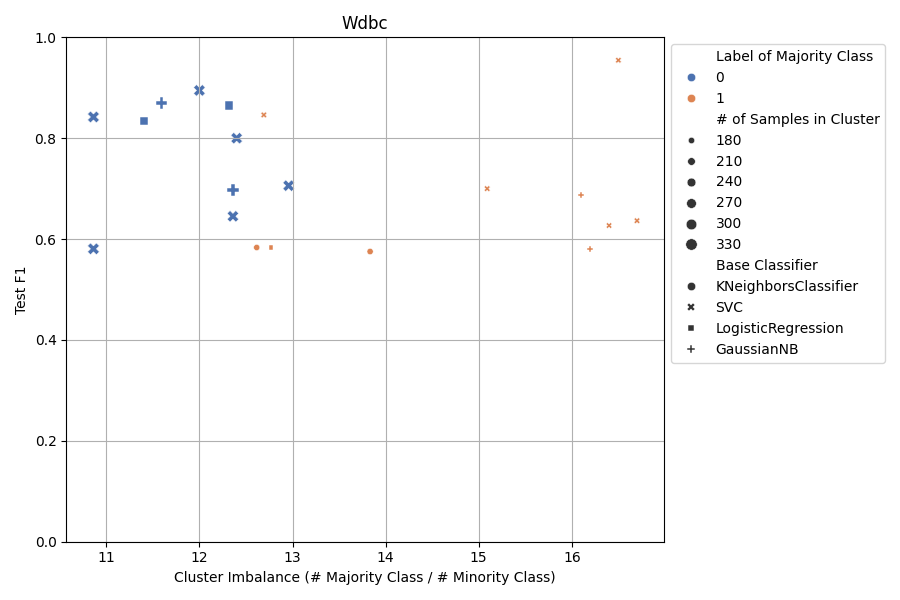 Wdbc
1.0
0.8
0.6
0.4
0.2
0.0
Test F1
11 12 13 14 15 16
Cluster Imbalance (# Majority Class / # Minority Class)
Label of Majority Class
0
1
# of Samples in Cluster
180
210
240
270
300
330
Base Classifier
KNeighborsClassifier
SVC
LogisticRegression
GaussianNB